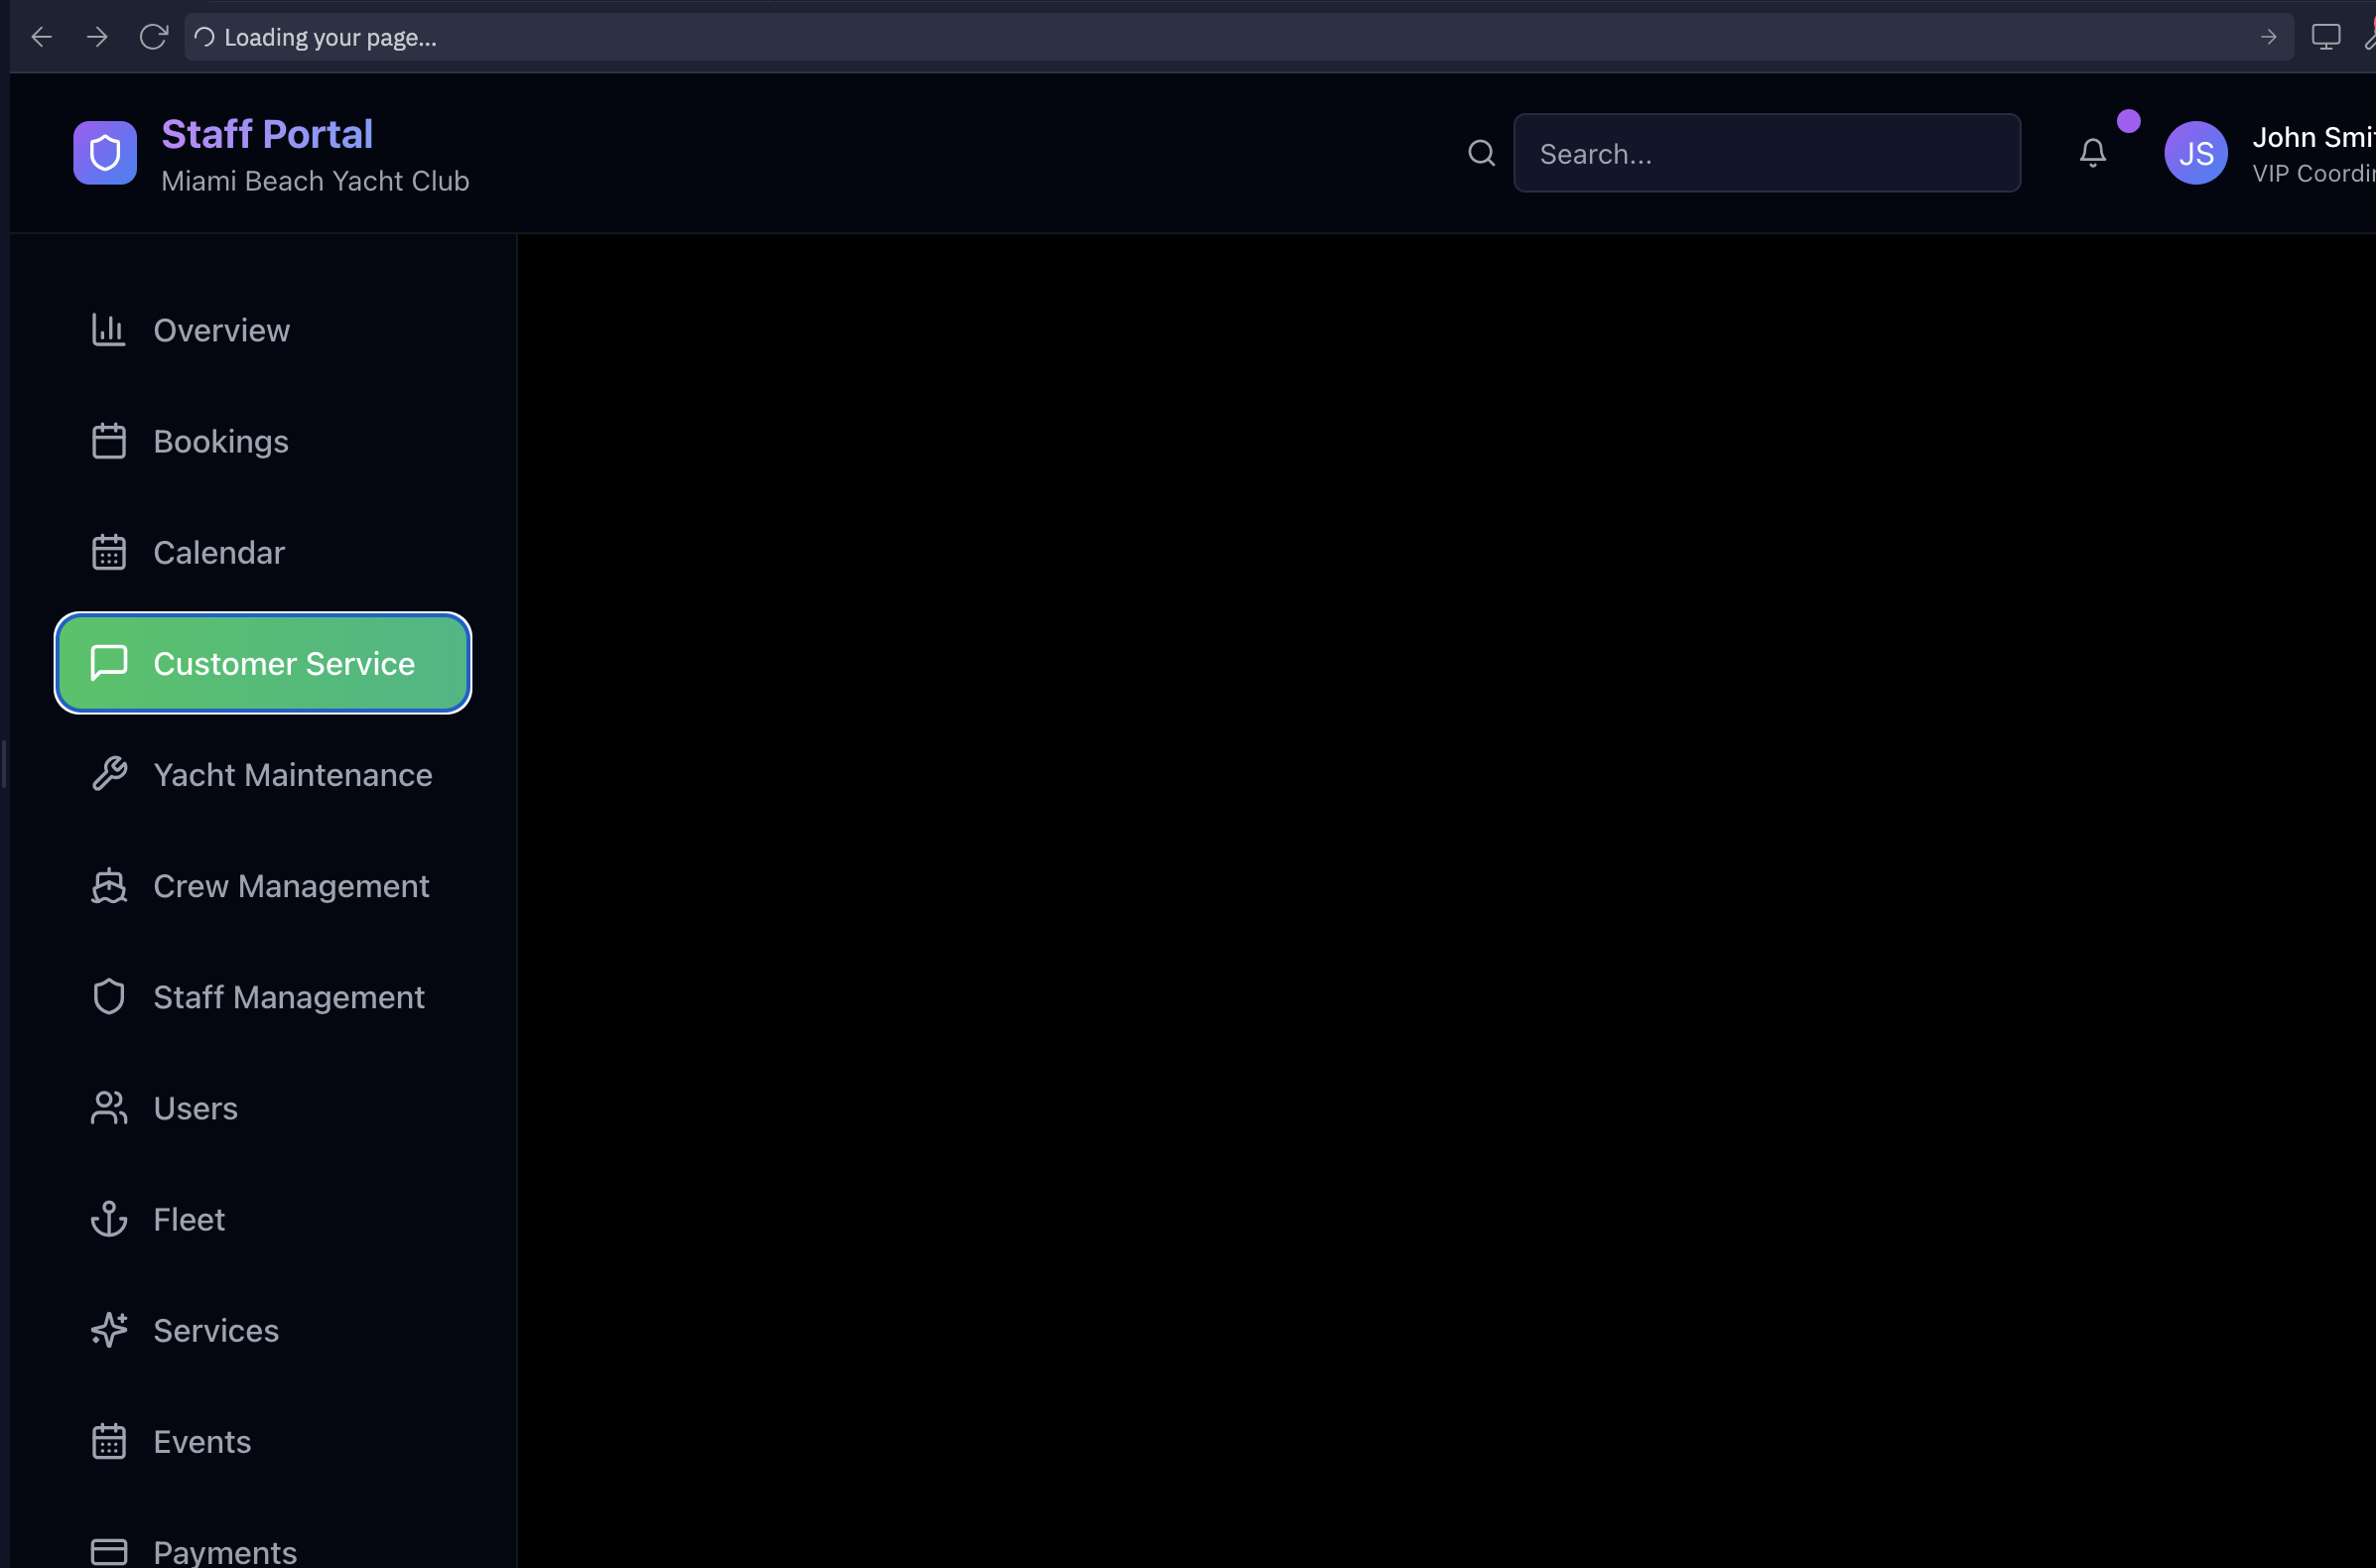 Loading your page...
Staff Portal
Miami Beach Yacht Club
Search...
JS
John Smi
VIP Coordi
Overview
Bookings
Calendar
Customer Service
Yacht Maintenance
Crew Management
Staff Management
Users
Fleet
Services
Events
Payments